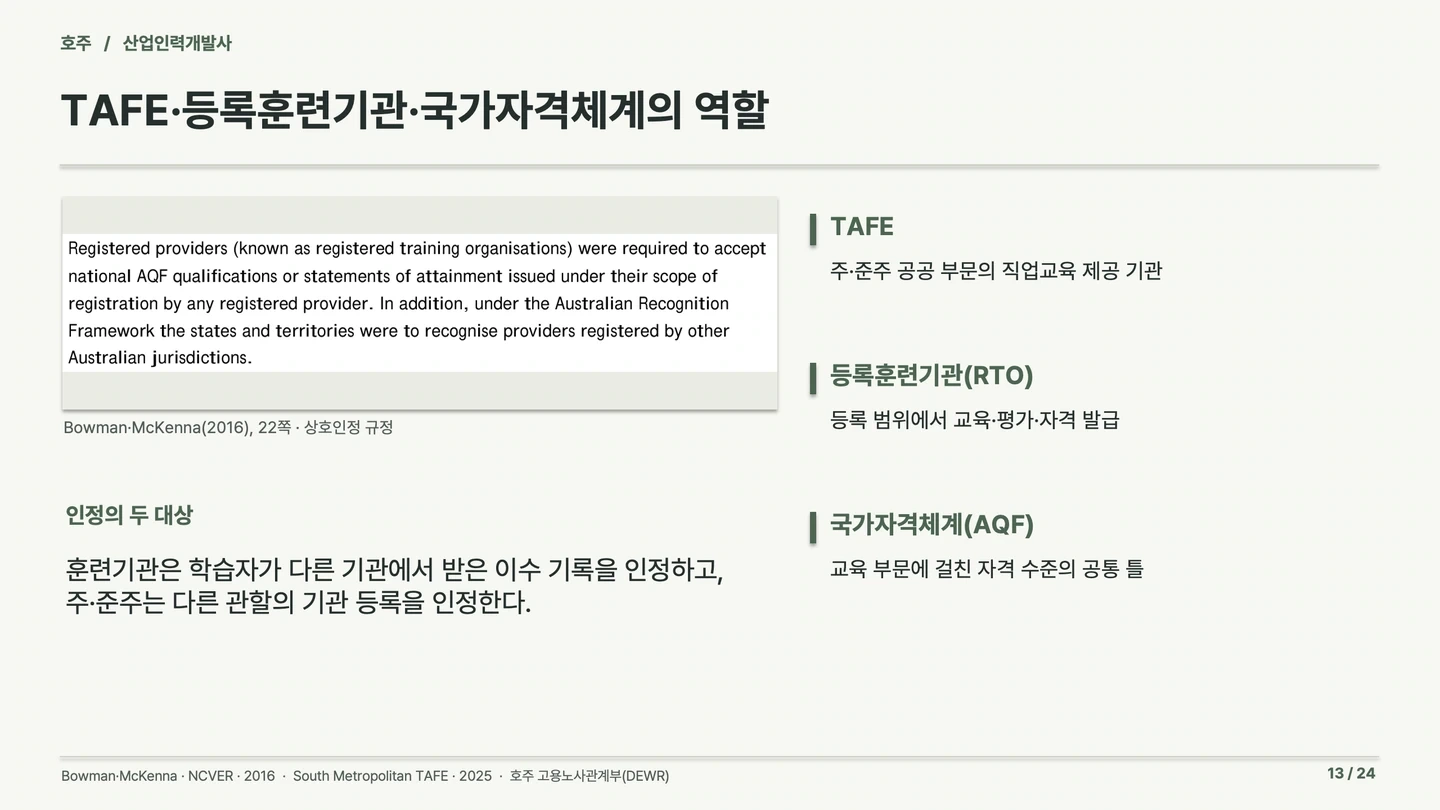 호주 / 산업인력개발사
TAFE·등록훈련기관·국가자격체계의 역할
Registered providers (known as registered training organisations) were required to accept
national AQF qualifications or statements of attainment issued under their scope of
registration by any registered provider. In addition, under the Australian Recognition
Framework the states and territories were to recognise providers registered by other
Australian jurisdictions.
Bowman·McKenna(2016), 22쪽 · 상호인정 규정
인정의 두 대상
훈련기관은 학습자가 다른 기관에서 받은 이수 기록을 인정하고,
주·준주는 다른 관할의 기관 등록을 인정한다.
TAFE
주·준주 공공 부문의 직업교육 제공 기관
등록훈련기관(RTO)
등록 범위에서 교육·평가·자격 발급
국가자격체계(AQF)
교육 부문에 걸친 자격 수준의 공통 틀
Bowman·McKenna · NCVER · 2016 · South Metropolitan TAFE · 2025 · 호주 고용노사관계부(DEWR)
13 / 24